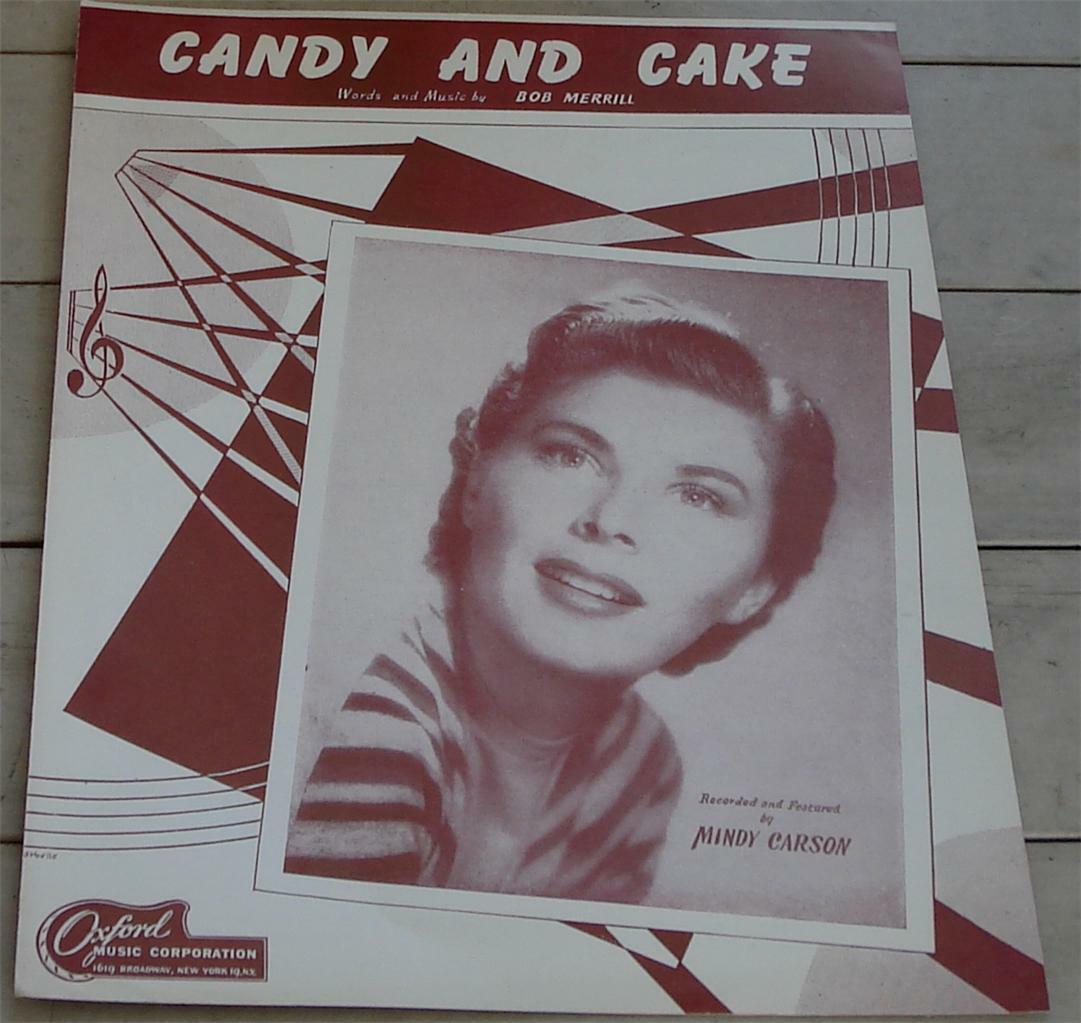 CANDY AND CAKE
Words and Music by BOB MERRILL
Recorded and Featured
by
MINDY CARSON
Oxford
MUSIC CORPORATION
1619 BROADWAY, NEW YORK 19, N.Y.